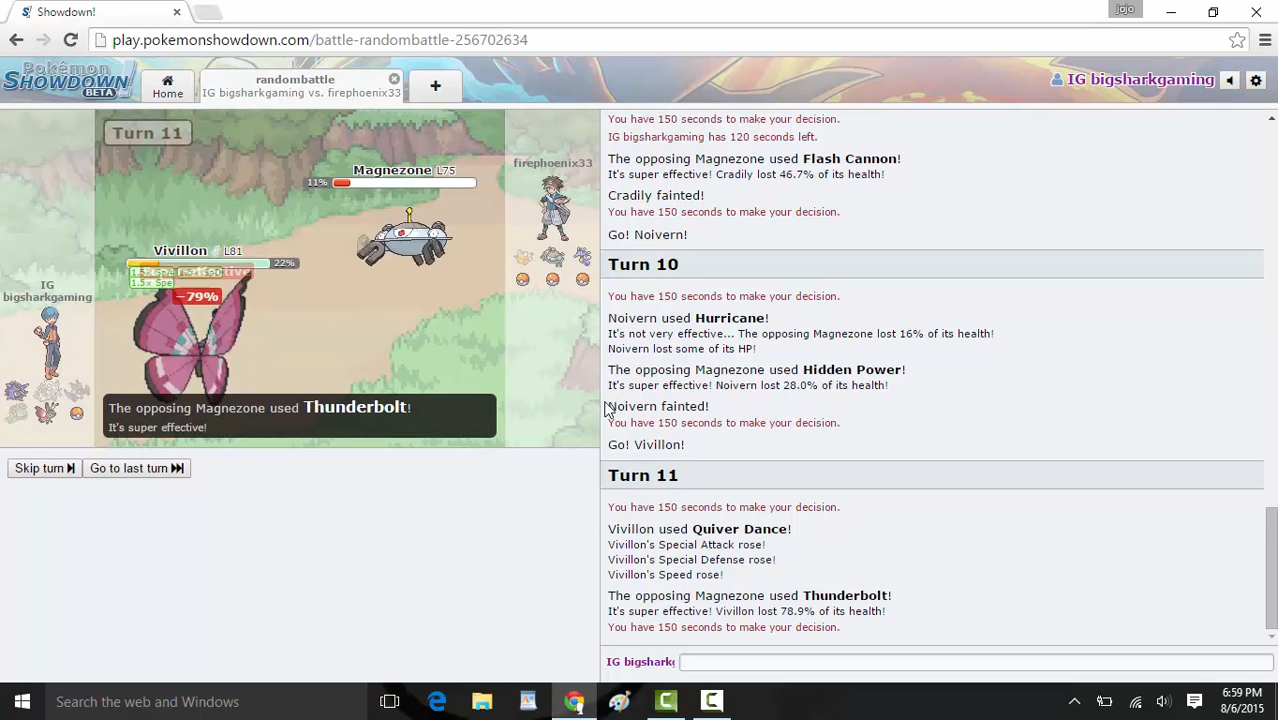 Showdown!
jojo
play.pokemonshowdown.com/battle-randombattle-256702634
Pokémon
SHOWDOWN
BETA
Home
randombattle
IG bigsharkgaming vs. firephoenix33
IG bigsharkgaming
Turn 11
Magnezone L75
11%
firephoenix33
Vivillon L81
22%
1.5× Spe
−79%
IG
bigsharkgaming
The opposing Magnezone used Thunderbolt!
It's super effective!
Skip turn
Go to last turn
You have 150 seconds to make your decision.
IG bigsharkgaming has 120 seconds left.
The opposing Magnezone used Flash Cannon!
It's super effective! Cradily lost 46.7% of its health!
Cradily fainted!
You have 150 seconds to make your decision.
Go! Noivern!
Turn 10
You have 150 seconds to make your decision.
Noivern used Hurricane!
It's not very effective... The opposing Magnezone lost 16% of its health!
Noivern lost some of its HP!
The opposing Magnezone used Hidden Power!
It's super effective! Noivern lost 28.0% of its health!
Noivern fainted!
You have 150 seconds to make your decision.
Go! Vivillon!
Turn 11
You have 150 seconds to make your decision.
Vivillon used Quiver Dance!
Vivillon's Special Attack rose!
Vivillon's Special Defense rose!
Vivillon's Speed rose!
The opposing Magnezone used Thunderbolt!
It's super effective! Vivillon lost 78.9% of its health!
You have 150 seconds to make your decision.
IG bigshark
Search the web and Windows
6:59 PM
8/6/2015